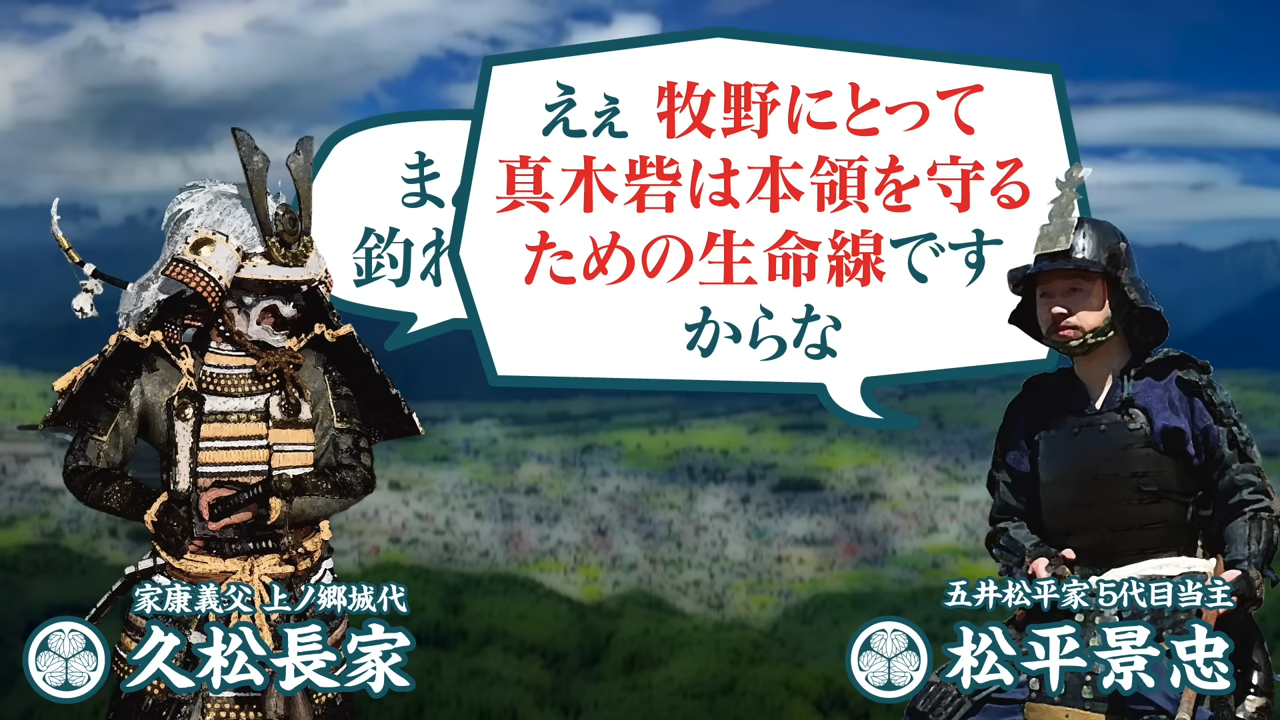 えぇ 牧野にとって
真木砦は本領を守る
ための生命線です
からな
ま
釣れ
家康義父 上ノ郷城代
久松長家
五井松平家 5代目当主
松平景忠